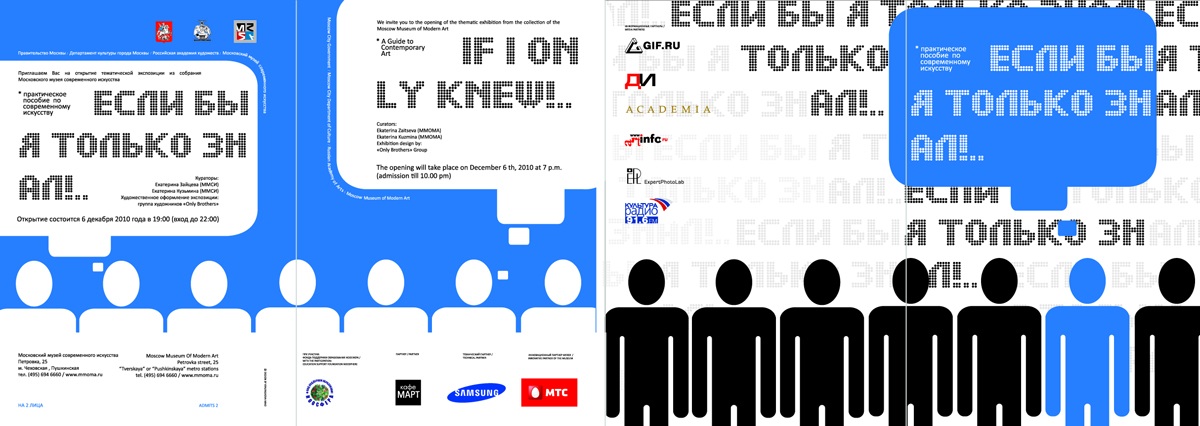 Правительство Москвы · Департамент культуры города Москвы · Российская академия художеств · Московский музей современного искусства
Приглашаем Вас на открытие тематической экспозиции из собрания
Московского музея современного искусства
* практическое
пособие по
современному
искусству
ЕСЛИ БЫ
Я ТОЛЬКО ЗН
АЛ!..
Кураторы:
Екатерина Зайцева (ММСИ)
Екатерина Кузьмина (ММСИ)
Художественное оформление экспозиции:
группа художников «Only Brothers»
Открытие состоится 6 декабря 2010 года в 19:00 (вход до 22:00)
Московский музей современного искусства
Петровка, 25
м. Чеховская , Пушкинская
тел. (495) 694 6660 / www.mmoma.ru
Moscow Museum Of Modern Art
Petrovka street, 25
"Tverskaya" or "Pushkinskaya" metro stations
tel. (495) 694 6660 / www.mmoma.ru
НА 2 ЛИЦА
ADMITS 2
Moscow City Government · Moscow City Department of Culture · Russian Academy of Arts · Moscow Museum of Modern Art
We invite you to the opening of the thematic exhibition from the collection of the
Moscow Museum of Modern Art
* A Guide to
Contemporary
Art
IF I ON
LY KNEW!..
Curators:
Ekaterina Zaitseva (MMOMA)
Ekaterina Kuzmina (MMOMA)
Exhibition design by:
«Only Brothers» Group
The opening will take place on December 6th, 2010 at 7 p.m.
(admission till 10.00 pm)
кафе
МАРТ
SAMSUNG
МТС
GIF.RU
ДИ
ACADEMIA
www.
infc.ru
ExpertsPhotoLab
КУЛЬТУРА
РАДИО
91.6 FM
ЕСЛИ БЫ Я ТОЛЬКО ЗНАЛ!..
Я ТОЛЬКО
АЛ!..
* практическое
пособие по
современному
искусству
ЕСЛИ БЫ
Я ТОЛЬКО ЗН
АЛ!..
ЕСЛИ БЫ
Я ТОЛЬКО ЗН
АЛ!..